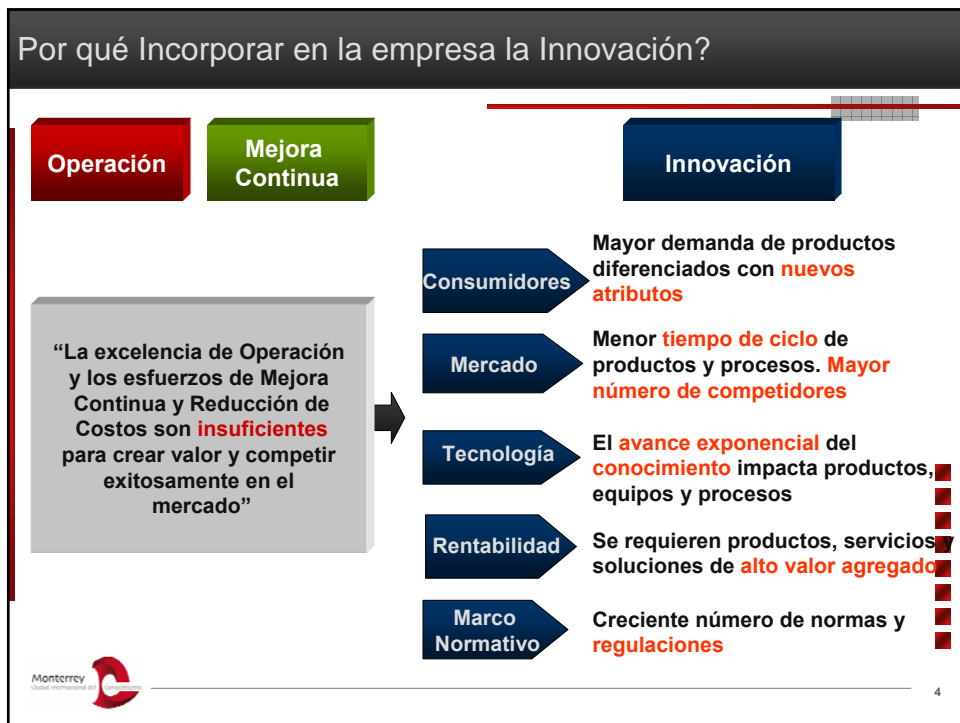 Por qué Incorporar en la empresa la Innovación?
Operación
Mejora
Continua
Innovación
“La excelencia de Operación
y los esfuerzos de Mejora
Continua y Reducción de
Costos son insuficientes
para crear valor y competir
exitosamente en el
mercado”
Consumidores
Mayor demanda de productos
diferenciados con nuevos
atributos
Mercado
Menor tiempo de ciclo de
productos y procesos. Mayor
número de competidores
Tecnología
El avance exponencial del
conocimiento impacta productos,
equipos y procesos
Rentabilidad
Se requieren productos, servicios y
soluciones de alto valor agregado
Marco
Normativo
Creciente número de normas y
regulaciones
Monterrey
Ciudad Internacional del Conocimiento
4